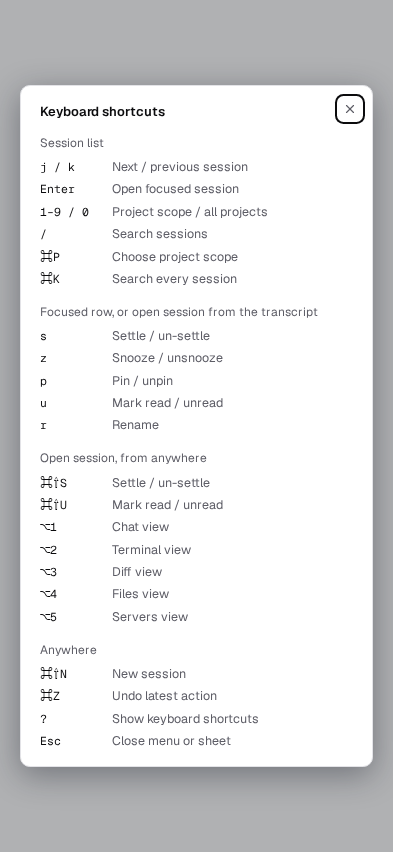 Keyboard shortcuts
Session list
j / k Next / previous session
Enter Open focused session
1–9 / 0 Project scope / all projects
/ Search sessions
⌘P Choose project scope
⌘K Search every session
Focused row, or open session from the transcript
s Settle / un-settle
z Snooze / unsnooze
p Pin / unpin
u Mark read / unread
r Rename
Open session, from anywhere
⌘⇧S Settle / un-settle
⌘⇧U Mark read / unread
⌥1 Chat view
⌥2 Terminal view
⌥3 Diff view
⌥4 Files view
⌥5 Servers view
Anywhere
⌘⇧N New session
⌘Z Undo latest action
? Show keyboard shortcuts
Esc Close menu or sheet